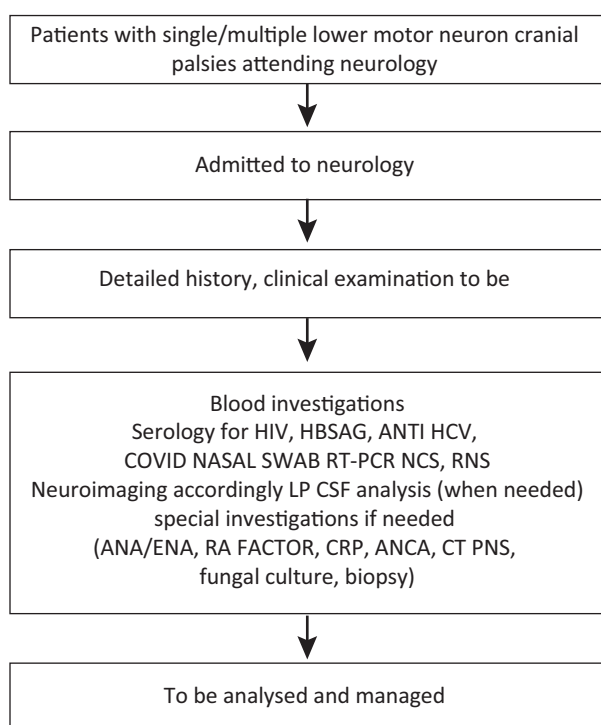 Patients with single/multiple lower motor neuron cranial
palsies attending neurology
Admitted to neurology
Detailed history, clinical examination to be
Blood investigations
Serology for HIV, HBSAG, ANTI HCV,
COVID NASAL SWAB RT-PCR NCS, RNS
Neuroimaging accordingly LP CSF analysis (when needed)
special investigations if needed
(ANA/ENA, RA FACTOR, CRP, ANCA, CT PNS,
fungal culture, biopsy)
To be analysed and managed